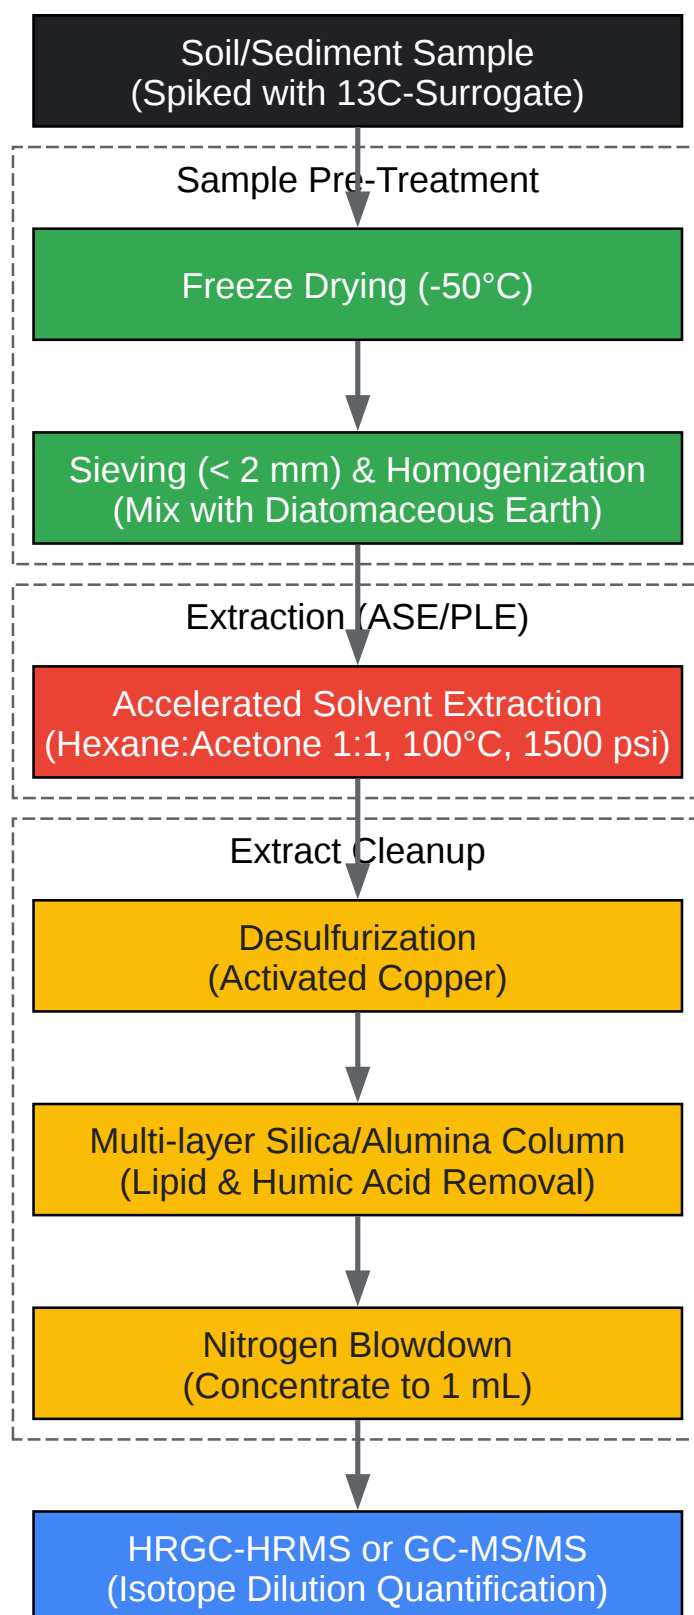 Soil/Sediment Sample
(Spiked with 13C-Surrogate)
Sample Pre-Treatment
Freeze Drying (-50°C)
Sieving (< 2 mm) & Homogenization
(Mix with Diatomaceous Earth)
Extraction (ASE/PLE)
Accelerated Solvent Extraction
(Hexane:Acetone 1:1, 100°C, 1500 psi)
Extract Cleanup
Desulfurization
(Activated Copper)
Multi-layer Silica/Alumina Column
(Lipid & Humic Acid Removal)
Nitrogen Blowdown
(Concentrate to 1 mL)
HRGC-HRMS or GC-MS/MS
(Isotope Dilution Quantification)